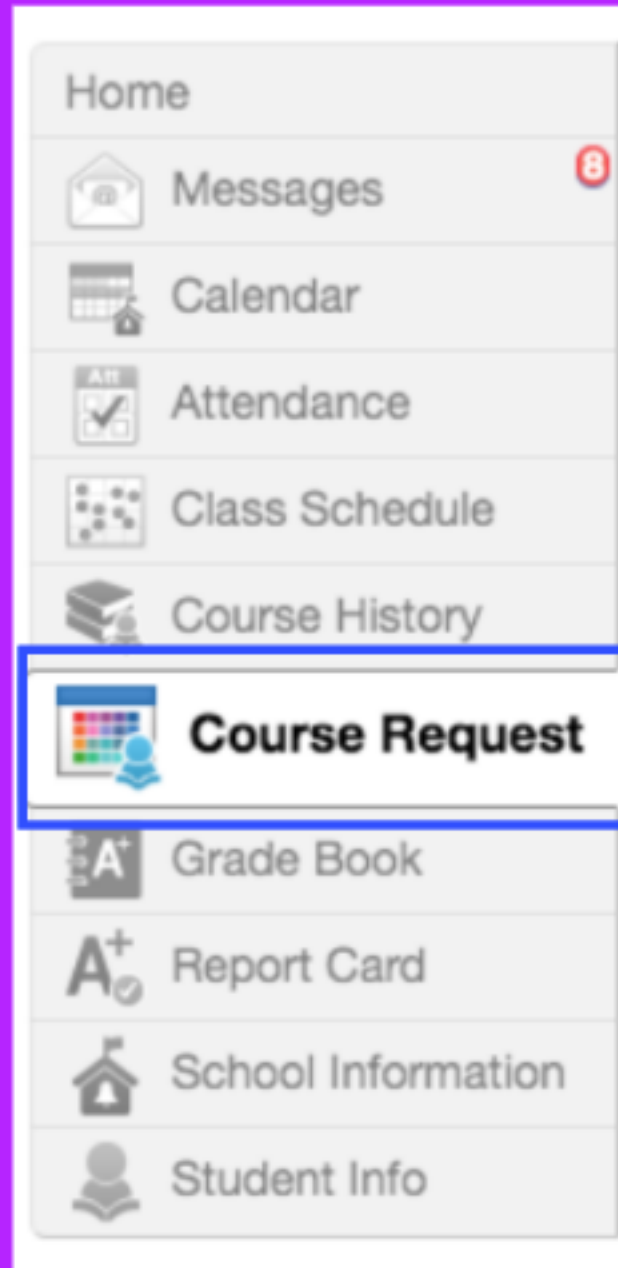 Home
Messages 8
Calendar
Att
Attendance
Class Schedule
Course History
Course Request
A+ Grade Book
A+ Report Card
School Information
Student Info